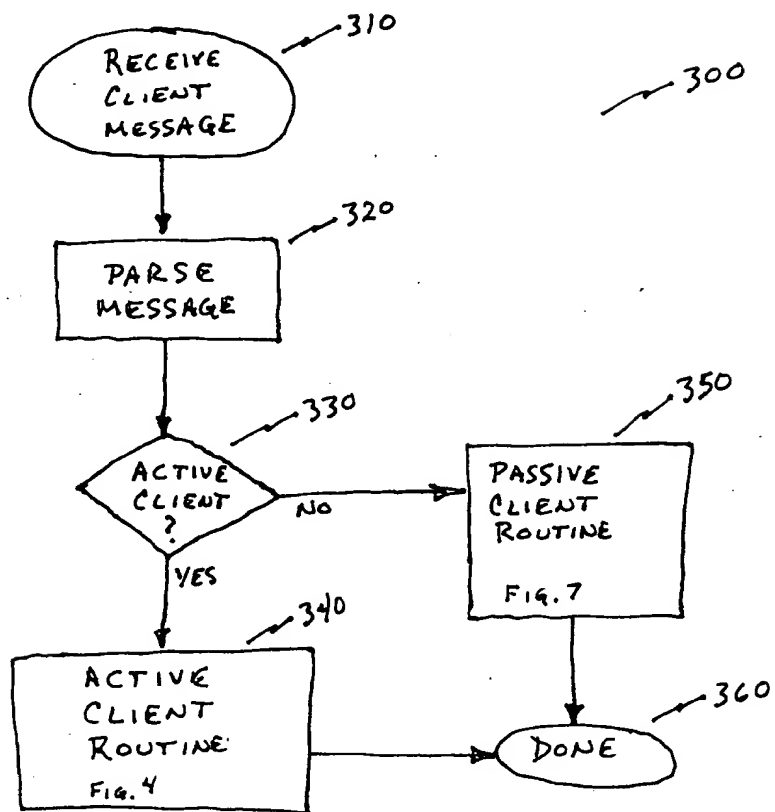 310
RECEIVE
CLIENT
MESSAGE
300
320
PARSE
MESSAGE
330
ACTIVE
CLIENT
?
NO
YES
350
PASSIVE
CLIENT
ROUTINE
FIG. 7
340
ACTIVE
CLIENT
ROUTINE
FIG. 4
360
DONE